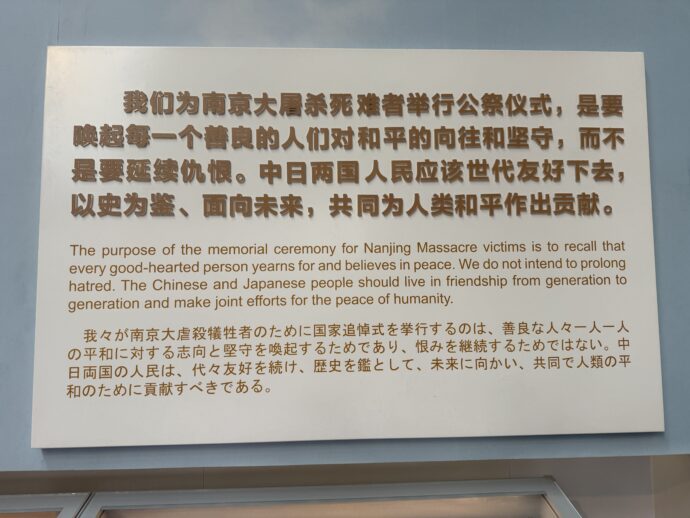 我们为南京大屠杀死难者举行公祭仪式，是要
唤起每一个善良的人们对和平的向往和坚守，而不
是要延续仇恨。中日两国人民应该世代友好下去，
以史为鉴、面向未来，共同为人类和平作出贡献。
The purpose of the memorial ceremony for Nanjing Massacre victims is to recall that
every good-hearted person yearns for and believes in peace. We do not intend to prolong
hatred. The Chinese and Japanese people should live in friendship from generation to
generation and make joint efforts for the peace of humanity.
我々が南京大虐殺犠牲者のために国家追悼式を挙行するのは、善良な人々一人一人
の平和に対する志向と堅守を喚起するためであり、恨みを継続するためではない。中
日両国の人民は、代々友好を続け、歴史を鑑として、未来に向かい、共同で人類の平
和のために貢献すべきである。